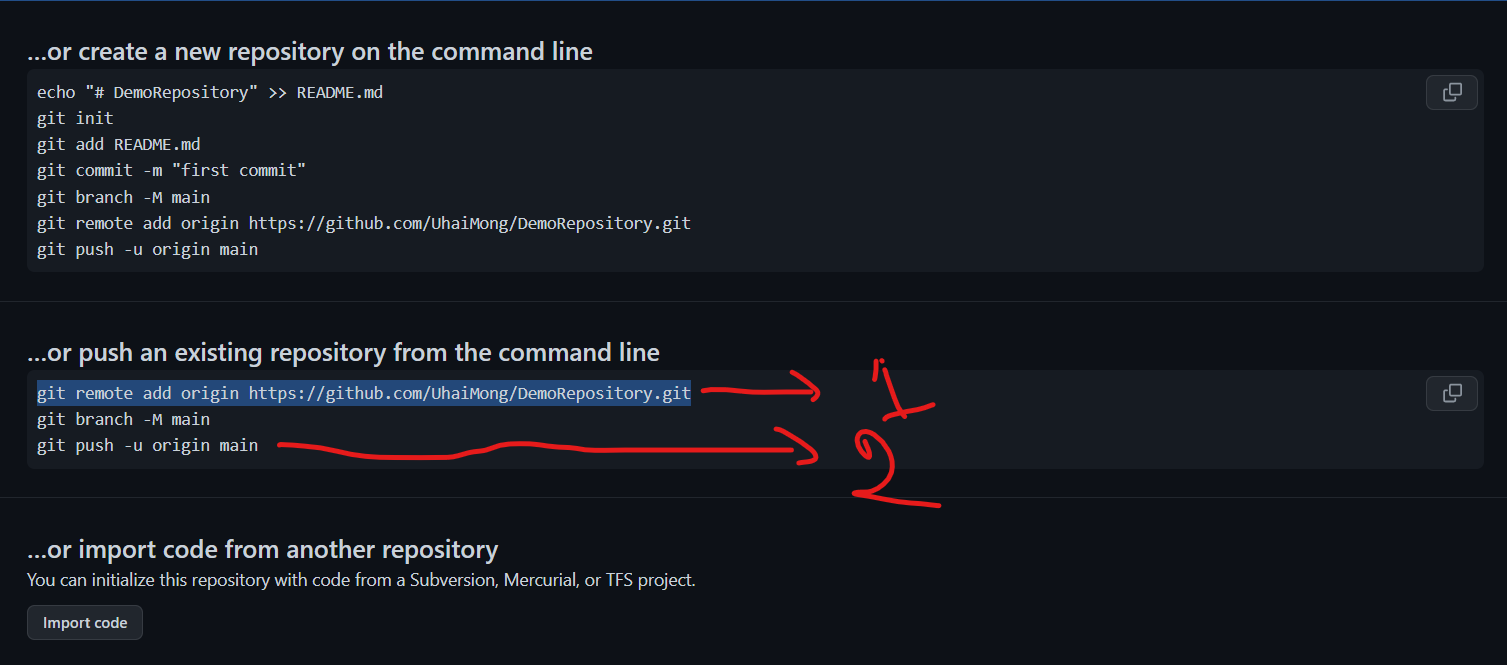 ...or create a new repository on the command line
echo "# DemoRepository" >> README.md
git init
git add README.md
git commit -m "first commit"
git branch -M main
git remote add origin https://github.com/UhaiMong/DemoRepository.git
git push -u origin main
...or push an existing repository from the command line
git remote add origin https://github.com/UhaiMong/DemoRepository.git 1
git branch -M main
git push -u origin main 2
...or import code from another repository
You can initialize this repository with code from a Subversion, Mercurial, or TFS project.
Import code